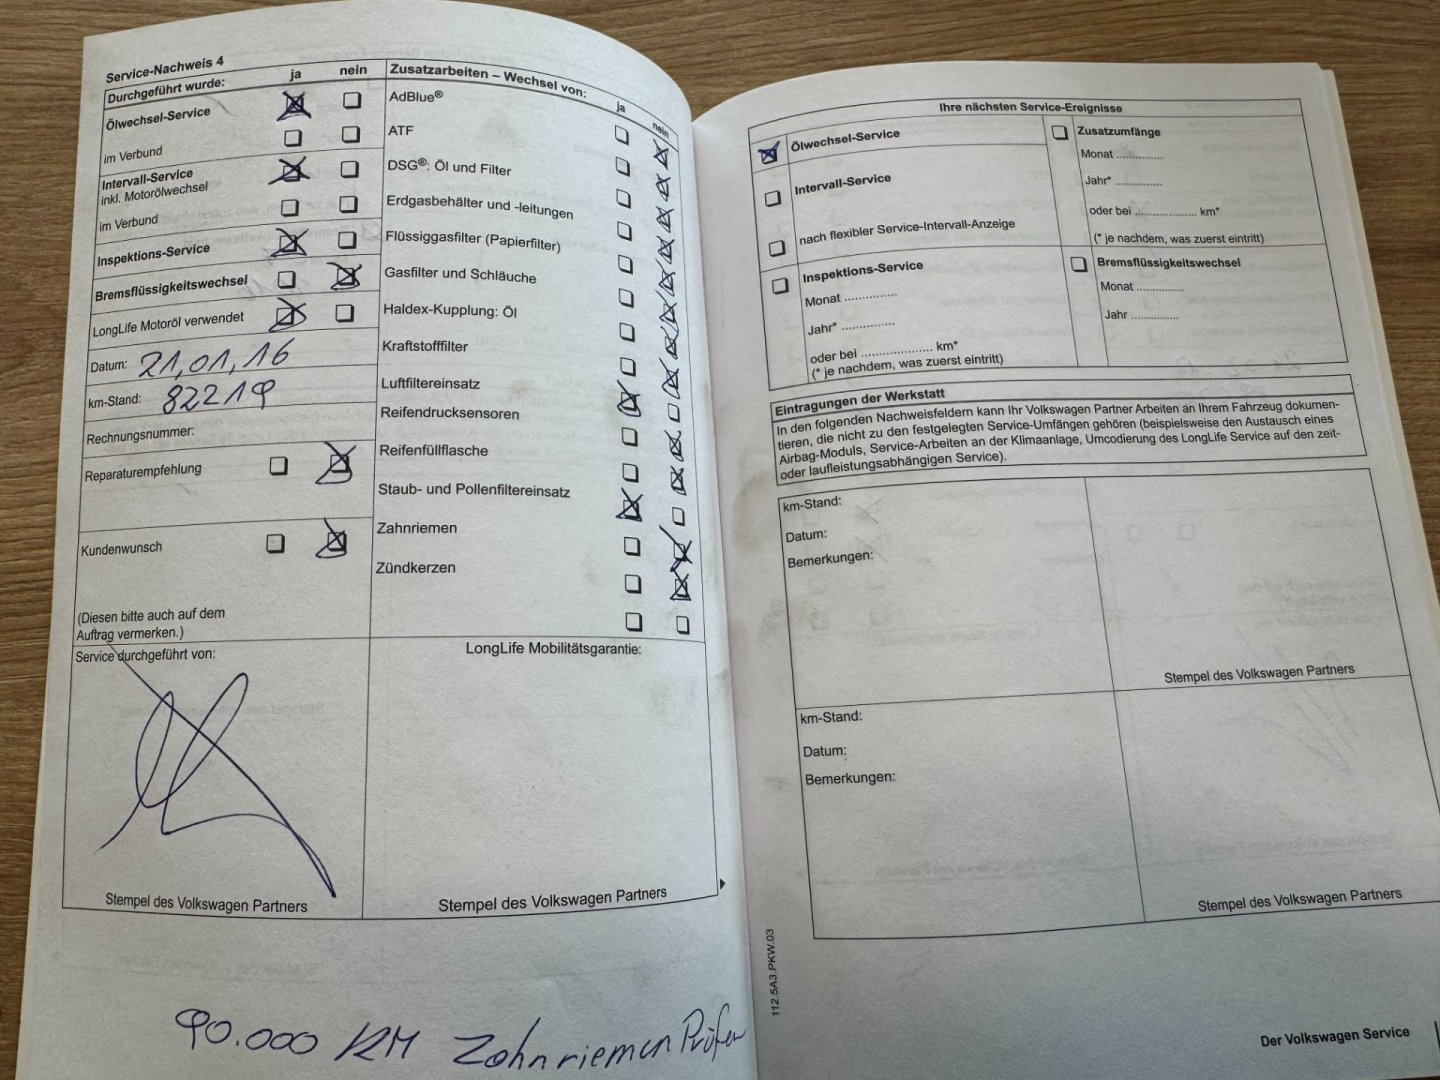 Service-Nachweis 4
Durchgeführt wurde: ja nein
Ölwechsel-Service
im Verbund
Intervall-Service
inkl. Motorölwechsel
im Verbund
Inspektions-Service
Bremsflüssigkeitswechsel
LongLife Motoröl verwendet
Datum: 21,01,16
km-Stand: 82219
Rechnungsnummer:
Reparaturempfehlung
Kundenwunsch
(Diesen bitte auch auf dem
Auftrag vermerken.)
Service durchgeführt von:
Stempel des Volkswagen Partners
Zusatzarbeiten – Wechsel von: ja nein
AdBlue®
ATF
DSG®: Öl und Filter
Erdgasbehälter und -leitungen
Flüssiggasfilter (Papierfilter)
Gasfilter und Schläuche
Haldex-Kupplung: Öl
Kraftstofffilter
Luftfiltereinsatz
Reifendrucksensoren
Reifenfüllflasche
Staub- und Pollenfiltereinsatz
Zahnriemen
Zündkerzen
LongLife Mobilitätsgarantie:
Stempel des Volkswagen Partners
90.000 KM Zahnriemen Prüfen
Ihre nächsten Service-Ereignisse
Ölwechsel-Service
Intervall-Service
nach flexibler Service-Intervall-Anzeige
Inspektions-Service
Monat ...............
Jahr* ...............
oder bei .................... km*
(* je nachdem, was zuerst eintritt)
Zusatzumfänge
Monat .............
Jahr* .............
oder bei .................. km*
(* je nachdem, was zuerst eintritt)
Bremsflüssigkeitswechsel
Monat .............
Jahr .............
Eintragungen der Werkstatt
In den folgenden Nachweisfeldern kann Ihr Volkswagen Partner Arbeiten an Ihrem Fahrzeug dokumen-
tieren, die nicht zu den festgelegten Service-Umfängen gehören (beispielsweise den Austausch eines
Airbag-Moduls, Service-Arbeiten an der Klimaanlage, Umcodierung des LongLife Service auf den zeit-
oder laufleistungsabhängigen Service).
km-Stand:
Datum:
Bemerkungen:
Stempel des Volkswagen Partners
km-Stand:
Datum:
Bemerkungen:
Stempel des Volkswagen Partners
112.5A3.PKW.03
Der Volkswagen Service